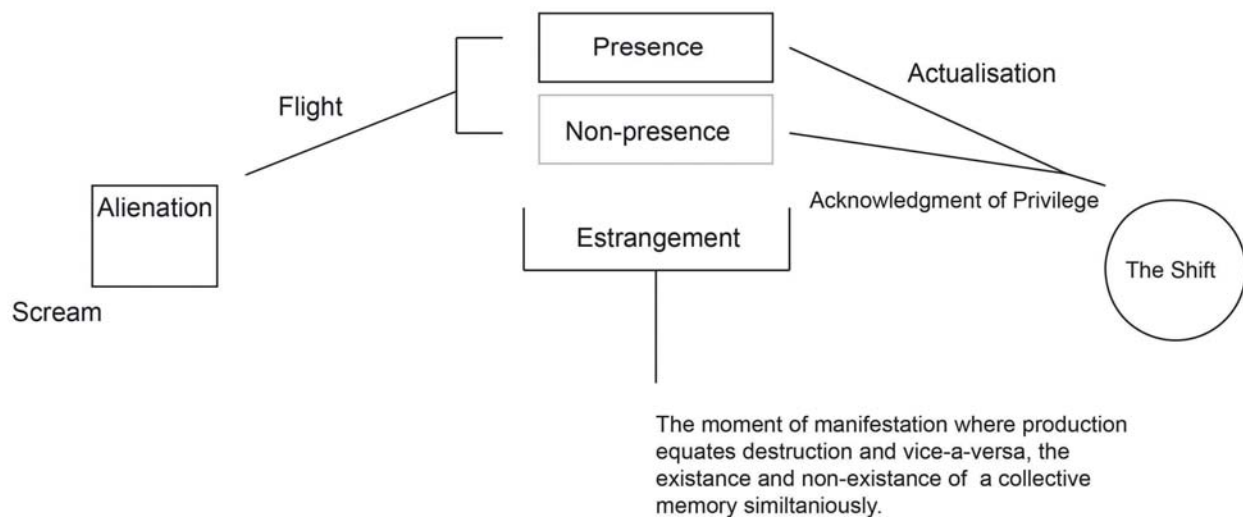 Presence
Actualisation
Flight
Non-presence
Alienation
Acknowledgment of Privilege
Estrangement
The Shift
Scream
The moment of manifestation where production
equates destruction and vice-a-versa, the
existance and non-existance of a collective
memory similtaniously.